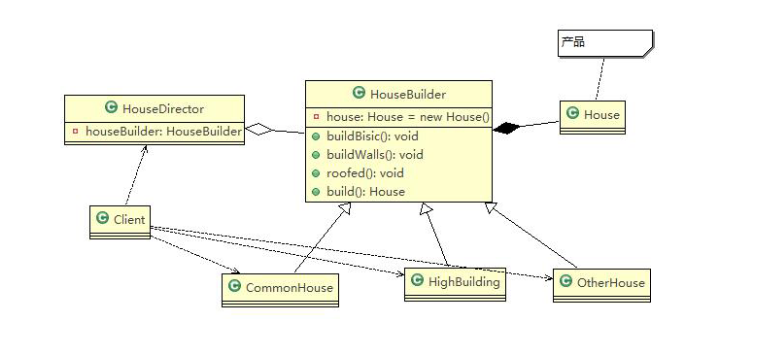 产品
HouseBuilder
house: House = new House()
buildBisic(): void
buildWalls(): void
roofed(): void
build(): House
HouseDirector
houseBuilder: HouseBuilder
House
Client
CommonHouse
HighBuilding
OtherHouse